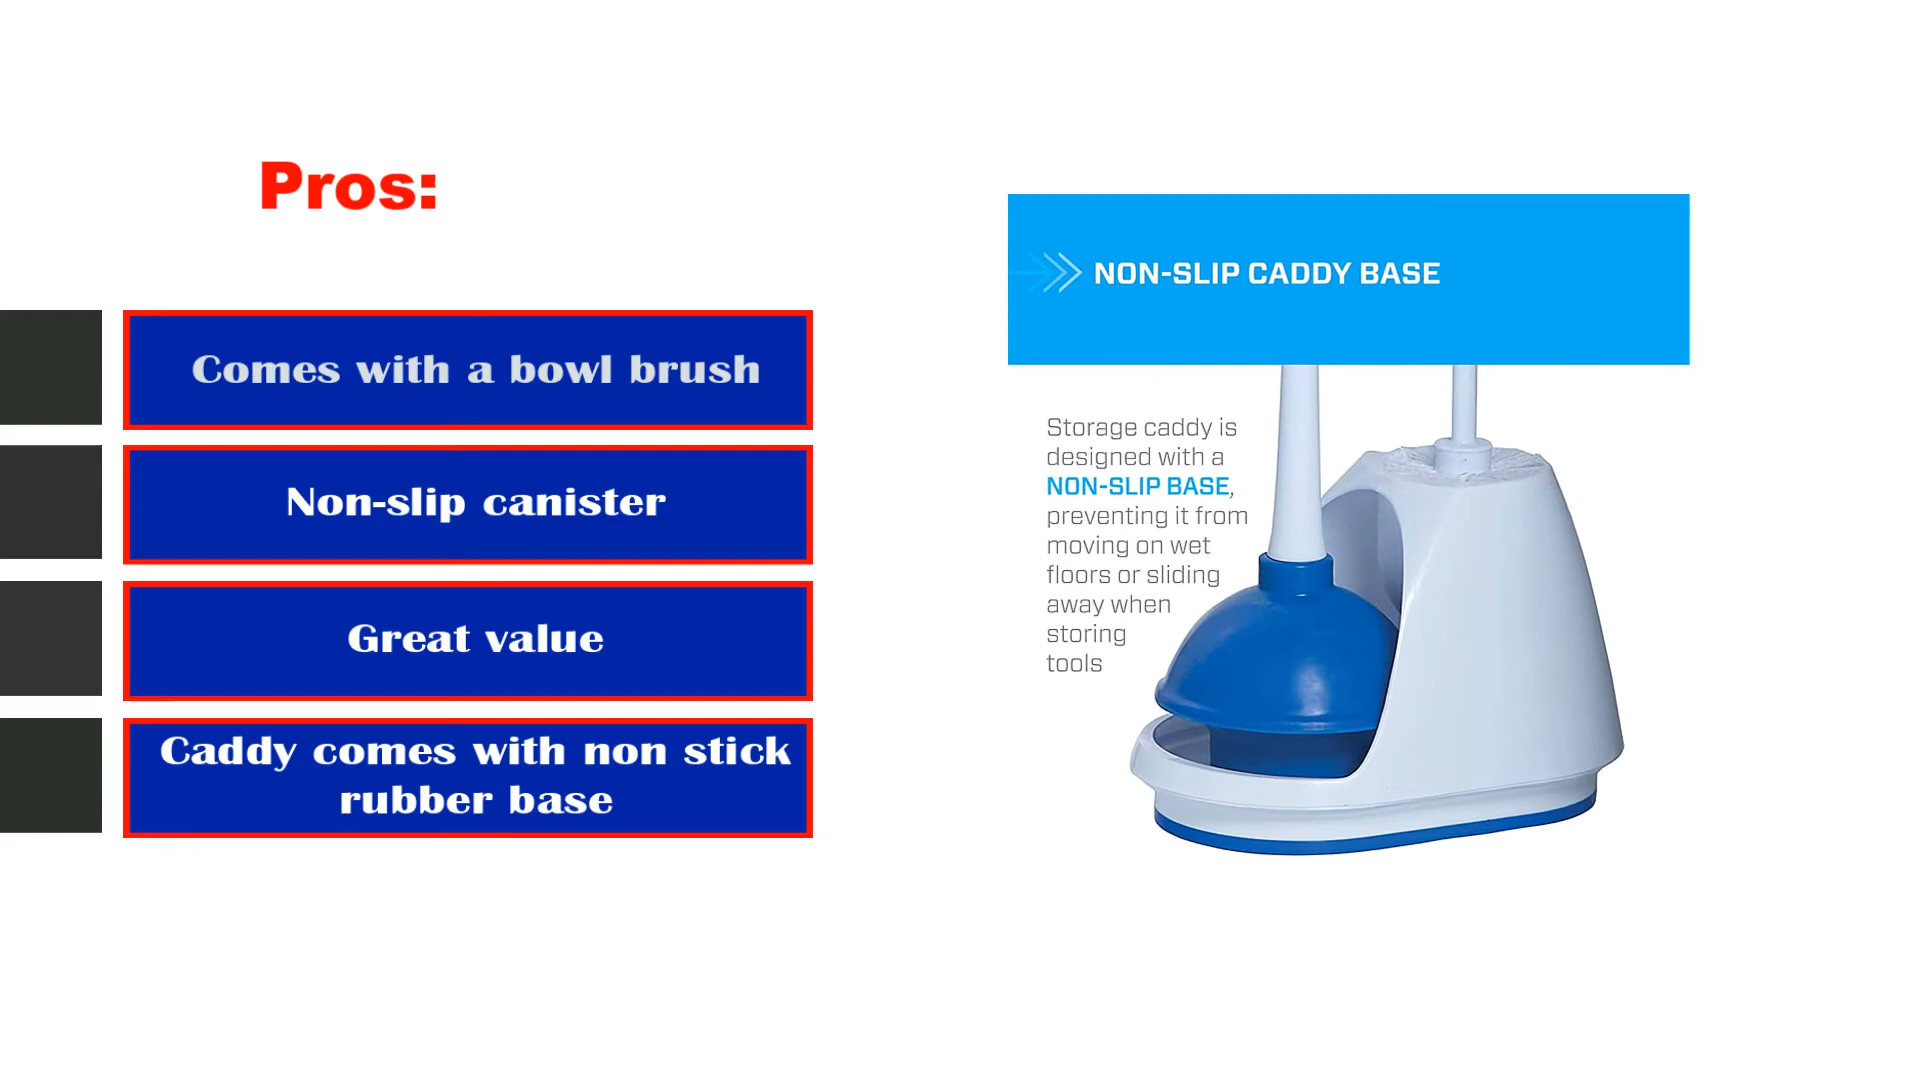 Pros:
Comes with a bowl brush
Non-slip canister
Great value
Caddy comes with non stick
rubber base
NON-SLIP CADDY BASE
Storage caddy is
designed with a
NON-SLIP BASE,
preventing it from
moving on wet
floors or sliding
away when
storing
tools